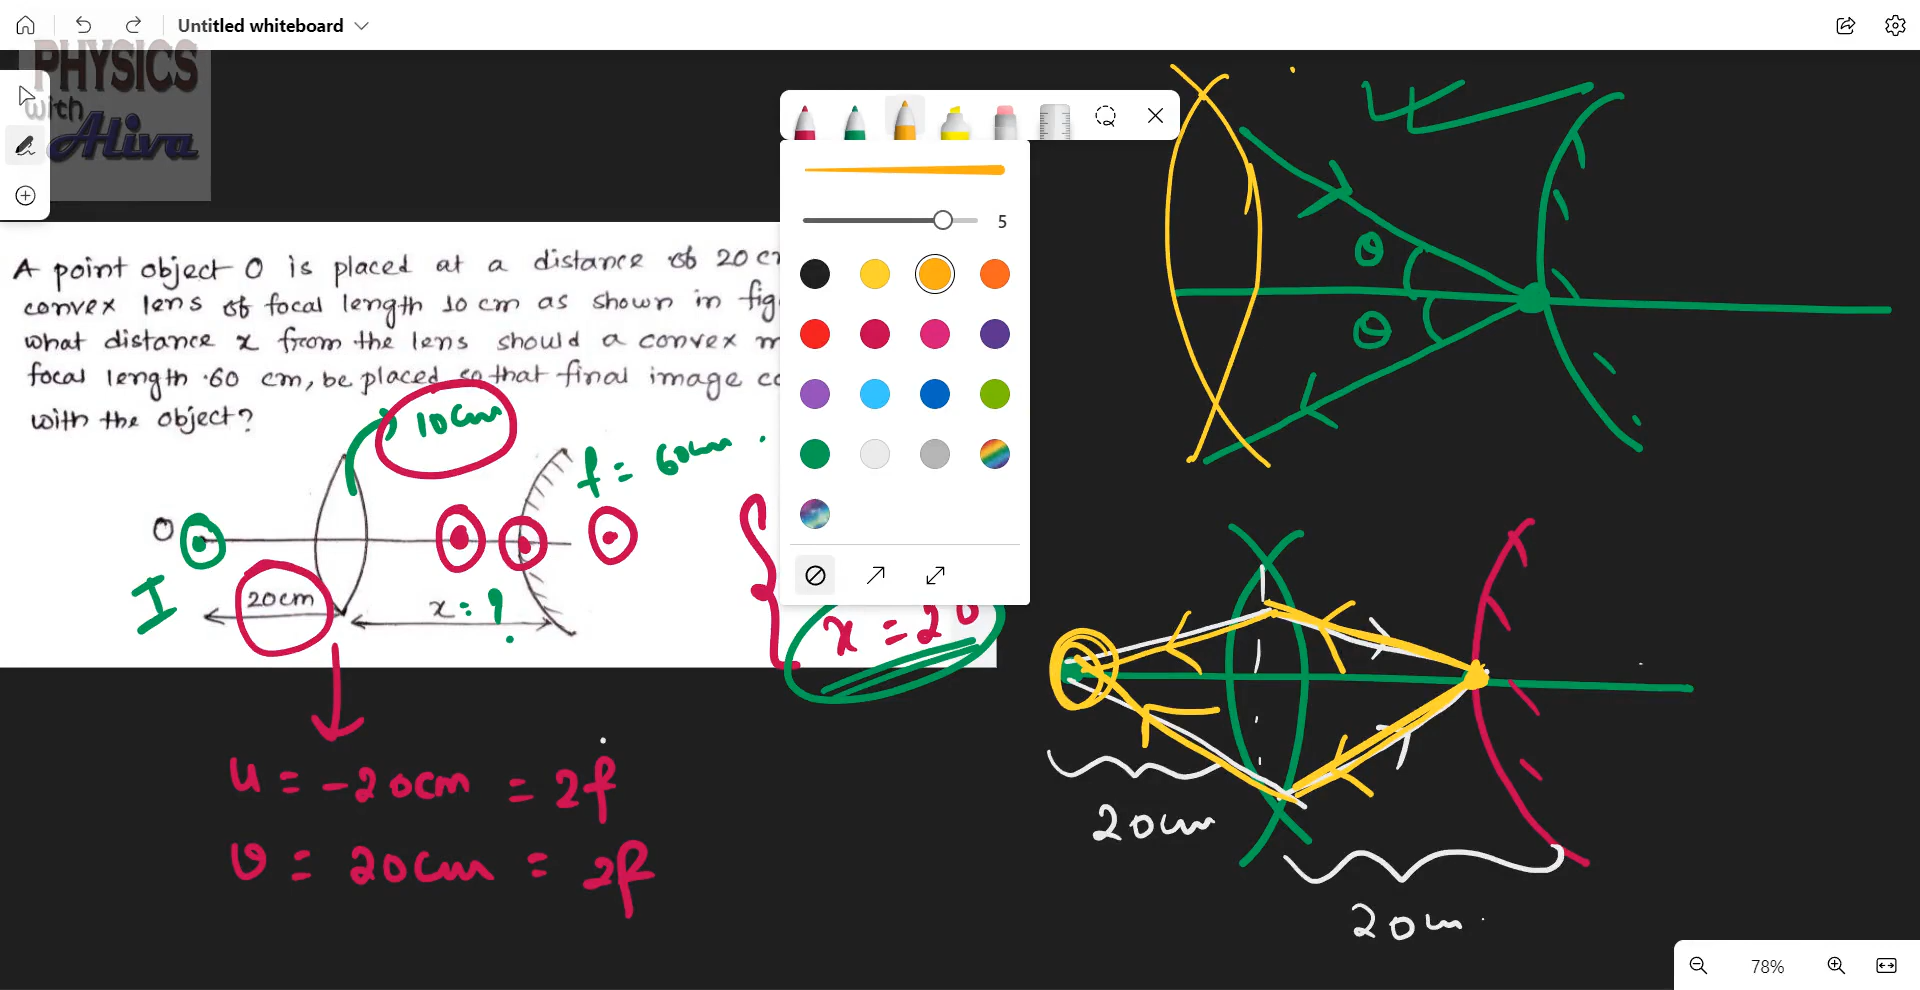 Untitled whiteboard
PHYSICS
with
Aliva
5
A point object O is placed at a distance of 20 c
convex lens of focal length 10 cm as shown in fig
what distance x from the lens should a convex m
focal length 60 cm, be placed so that final image co
with the object?
10cm
f = 60cm
O
I
20cm
x = ?
x = 20
u = -20cm = 2f
v = 20cm = 2f
θ
θ
20cm
20cm
78%